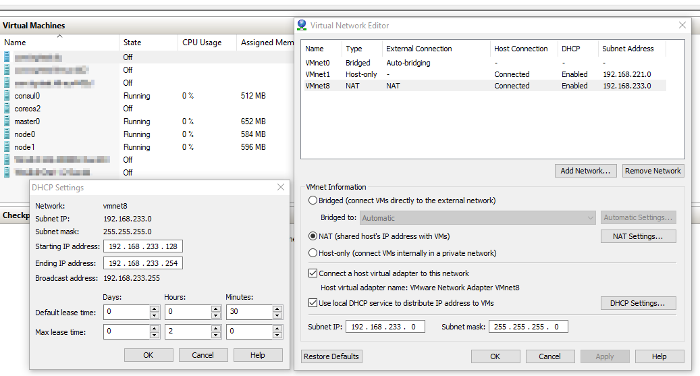 Virtual Machines
Name State CPU Usage Assigned Mem
Off
Off
Off
consul0 Running 0 % 512 MB
coreos2 Off
master0 Running 0 % 652 MB
node0 Running 0 % 584 MB
node1 Running 0 % 596 MB
Off
Off
Checkp
DHCP Settings
Network: vmnet8
Subnet IP: 192.168.233.0
Subnet mask: 255.255.255.0
Starting IP address: 192 . 168 . 233 . 128
Ending IP address: 192 . 168 . 233 . 254
Broadcast address: 192.168.233.255
Days: Hours: Minutes:
Default lease time: 0 0 30
Max lease time: 0 2 0
OK Cancel Help
Virtual Network Editor
Name Type External Connection Host Connection DHCP Subnet Address
VMnet0 Bridged Auto-bridging - - -
VMnet1 Host-only - Connected Enabled 192.168.221.0
VMnet8 NAT NAT Connected Enabled 192.168.233.0
Add Network... Remove Network
VMnet Information
Bridged (connect VMs directly to the external network)
Bridged to: Automatic Automatic Settings...
NAT (shared host's IP address with VMs) NAT Settings...
Host-only (connect VMs internally in a private network)
Connect a host virtual adapter to this network
Host virtual adapter name: VMware Network Adapter VMnet8
Use local DHCP service to distribute IP address to VMs DHCP Settings...
Subnet IP: 192 . 168 . 233 . 0 Subnet mask: 255 . 255 . 255 . 0
Restore Defaults OK Cancel Apply Help